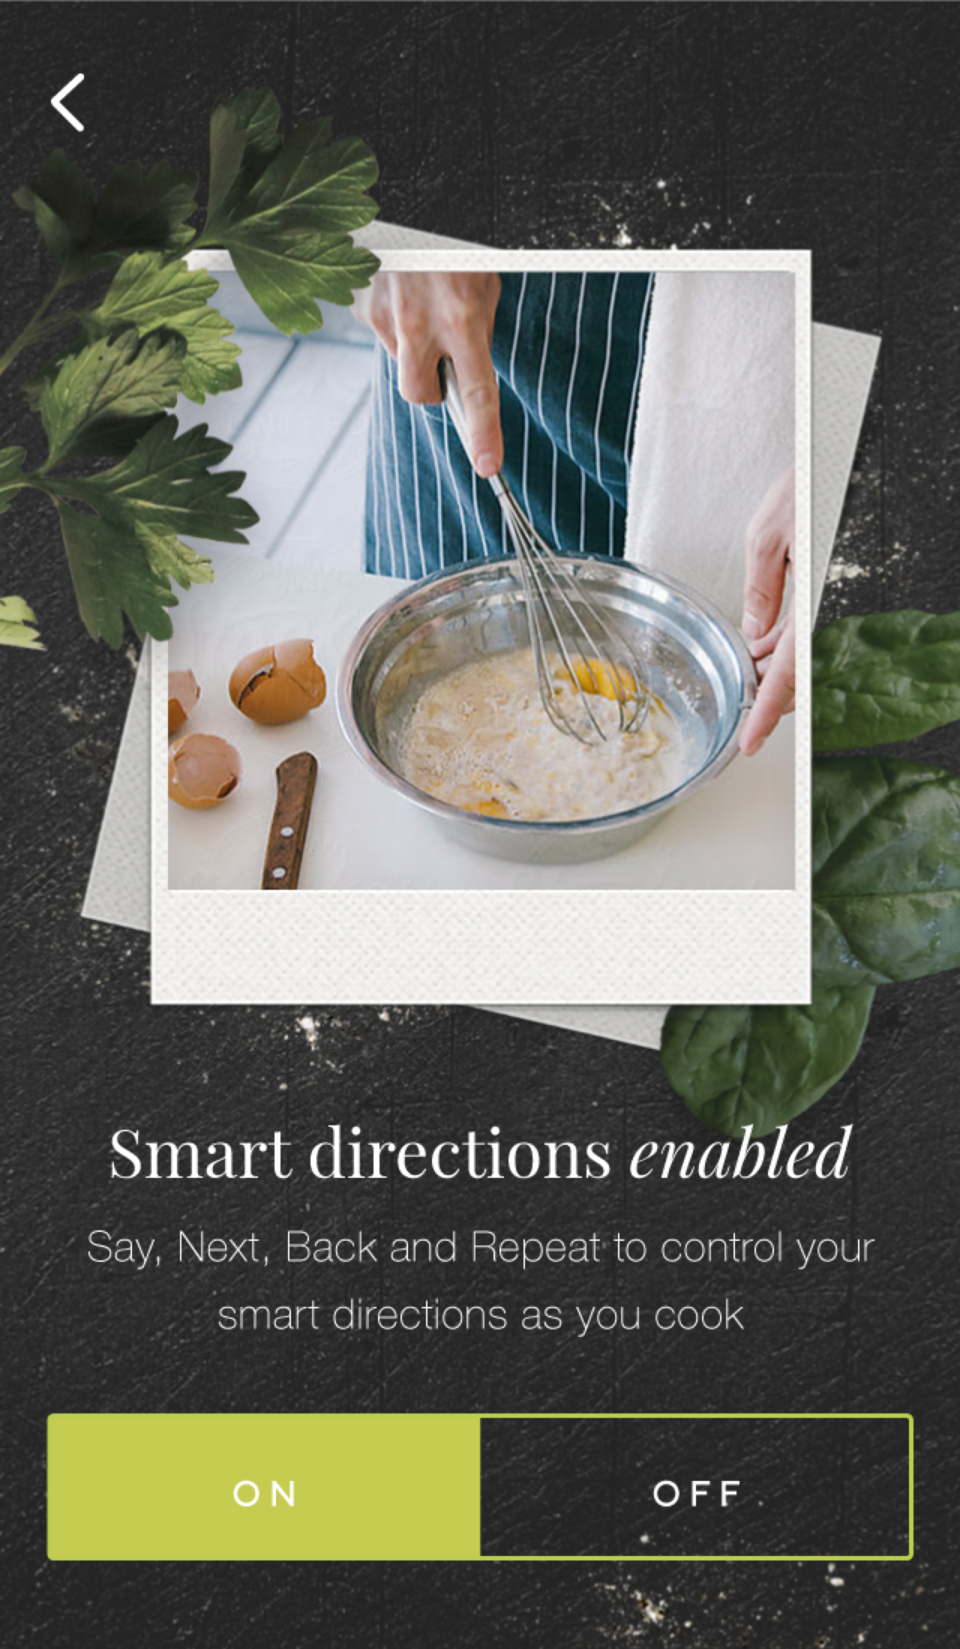 Smart directions enabled
Say, Next, Back and Repeat to control your
smart directions as you cook
ON
OFF